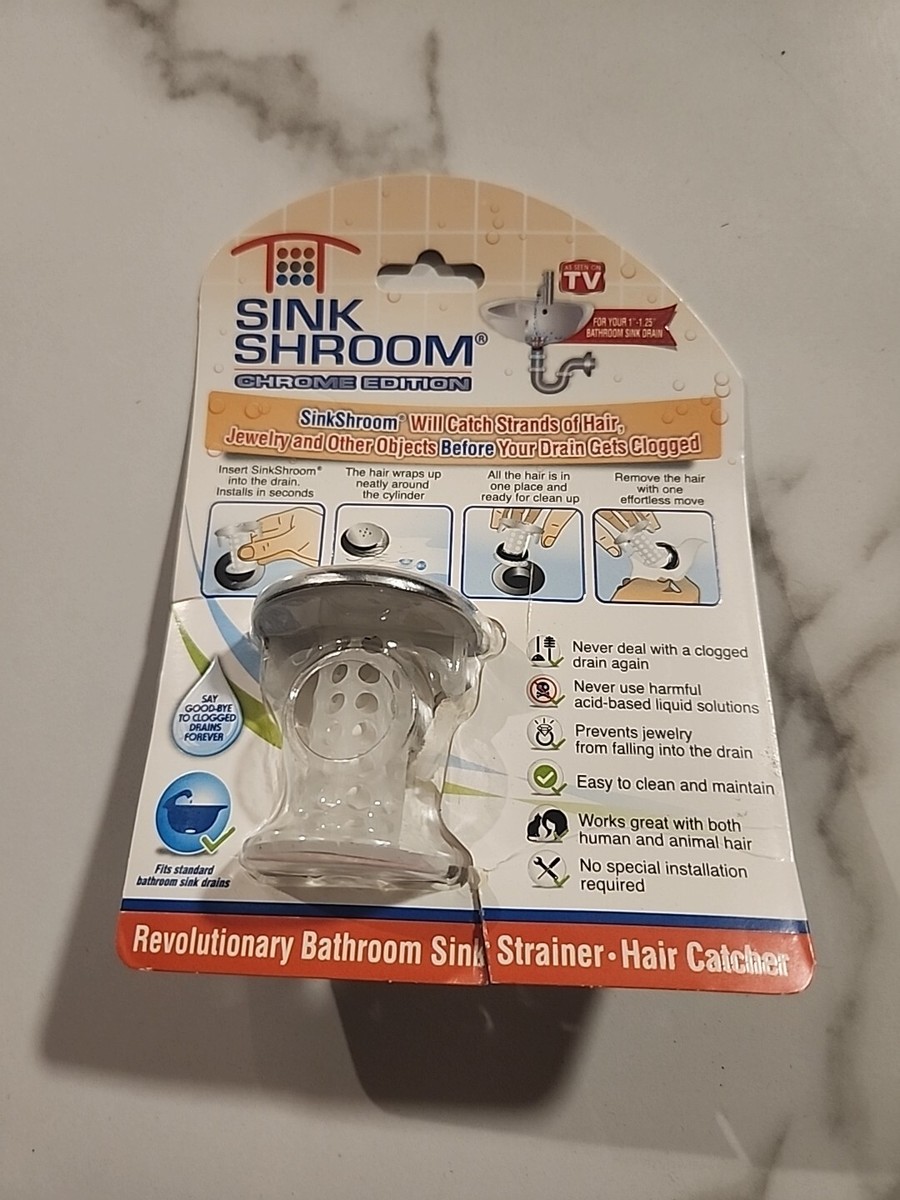 SINK
SHROOM®
CHROME EDITION
AS SEEN ON
TV
FOR YOUR 1"-1.25"
BATHROOM SINK DRAIN
SinkShroom® Will Catch Strands of Hair,
Jewelry and Other Objects Before Your Drain Gets Clogged
Insert SinkShroom®
into the drain.
Installs in seconds
The hair wraps up
neatly around
the cylinder
All the hair is in
one place and
ready for clean up
Remove the hair
with one
effortless move
SAY
GOOD-BYE
TO CLOGGED
DRAINS
FOREVER
Fits standard
bathroom sink drains
Never deal with a clogged
drain again
Never use harmful
acid-based liquid solutions
Prevents jewelry
from falling into the drain
Easy to clean and maintain
Works great with both
human and animal hair
No special installation
required
Revolutionary Bathroom Sink Strainer • Hair Catcher